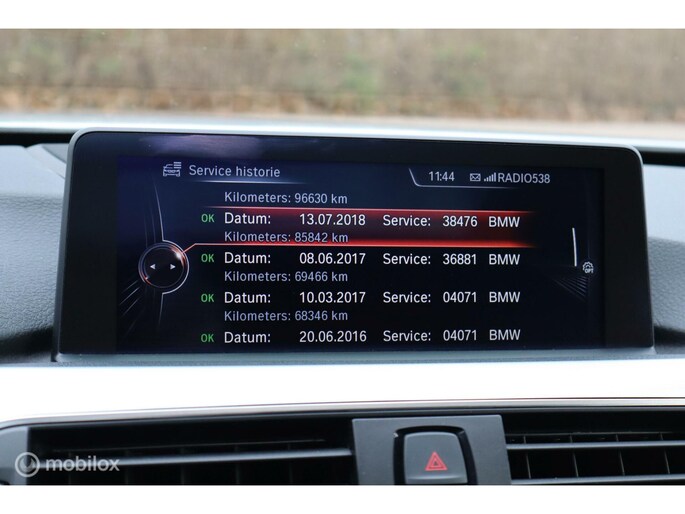 Service historie 11:44 RADIO538
Kilometers: 96630 km
OK Datum: 13.07.2018 Service: 38476 BMW
Kilometers: 85842 km
OK Datum: 08.06.2017 Service: 36881 BMW
Kilometers: 69466 km
OK Datum: 10.03.2017 Service: 04071 BMW
Kilometers: 68346 km
OK Datum: 20.06.2016 Service: 04071 BMW
mobilox